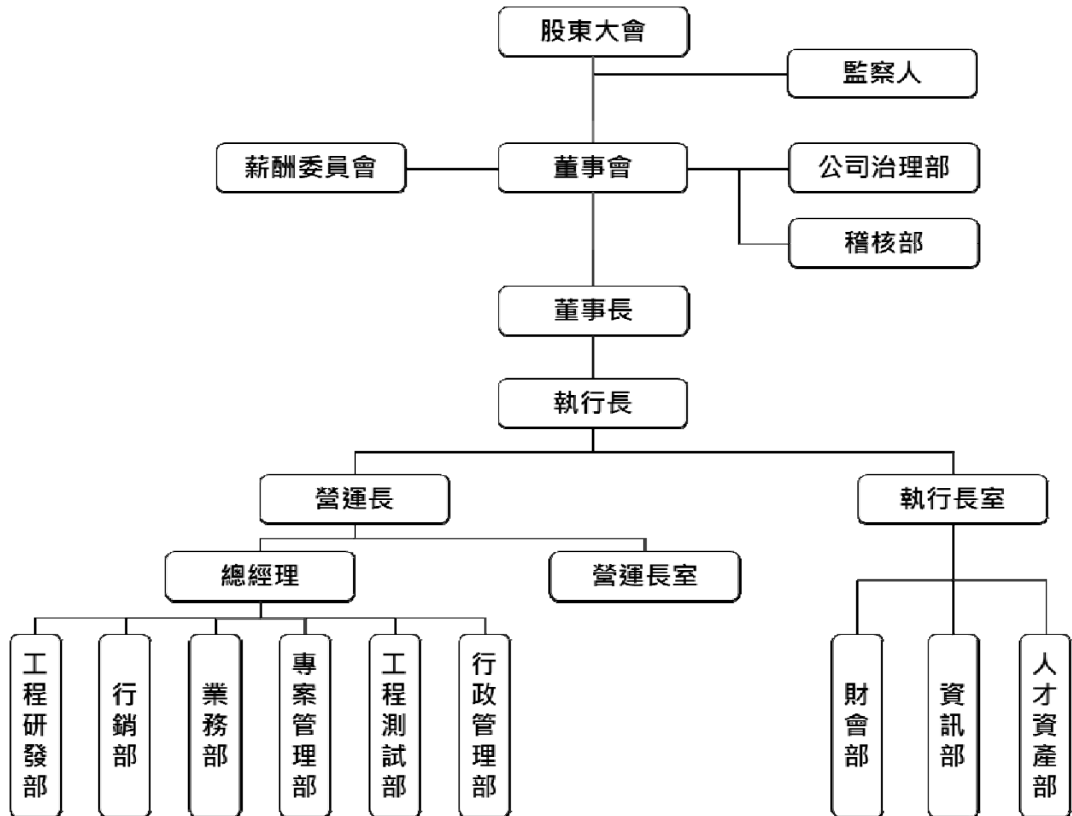 股東大會
監察人
薪酬委員會
董事會
公司治理部
稽核部
董事長
執行長
營運長
執行長室
總經理
營運長室
工程研發部
行銷部
業務部
專案管理部
工程測試部
行政管理部
財會部
資訊部
人才資產部